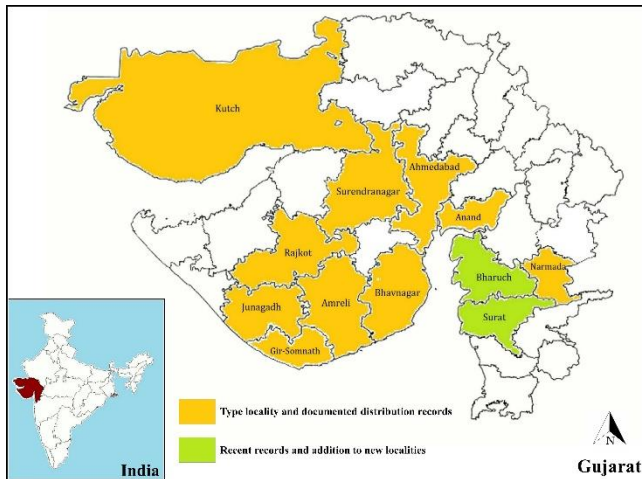 Kutch
Ahmedabad
Surendranagar
Anand
Rajkot
Bharuch
Narmada
Junagadh
Amreli
Bhavnagar
Surat
Gir-Somnath
Type locality and documented distribution records
Recent records and addition to new localities
N
India
Gujarat